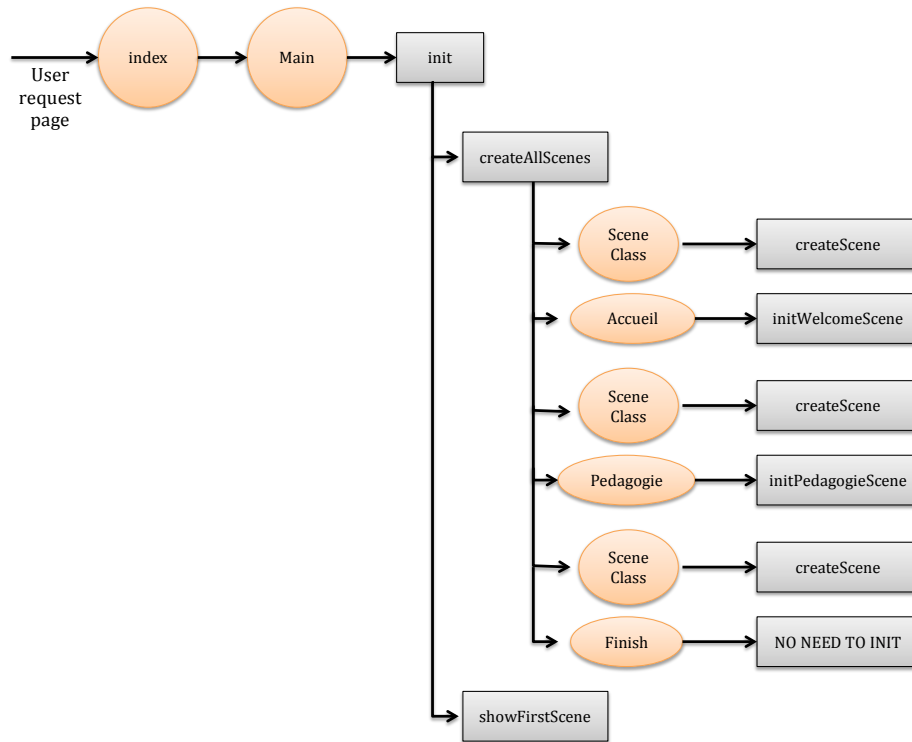 index
Main
init
User
request
page
createAllScenes
Scene
Class
createScene
Accueil
initWelcomeScene
Scene
Class
createScene
Pedagogie
initPedagogieScene
Scene
Class
createScene
Finish
NO NEED TO INIT
showFirstScene